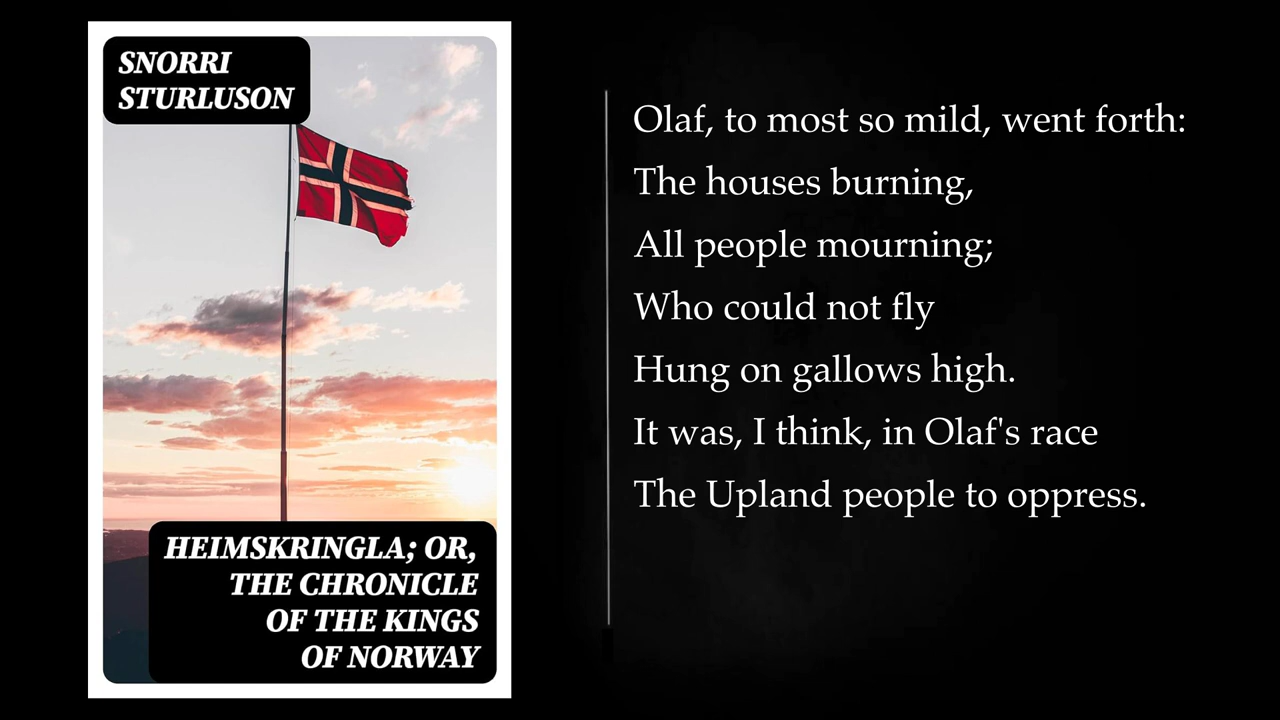 SNORRI
STURLUSON
HEIMSKRINGLA; OR,
THE CHRONICLE
OF THE KINGS
OF NORWAY
Olaf, to most so mild, went forth:
The houses burning,
All people mourning;
Who could not fly
Hung on gallows high.
It was, I think, in Olaf's race
The Upland people to oppress.